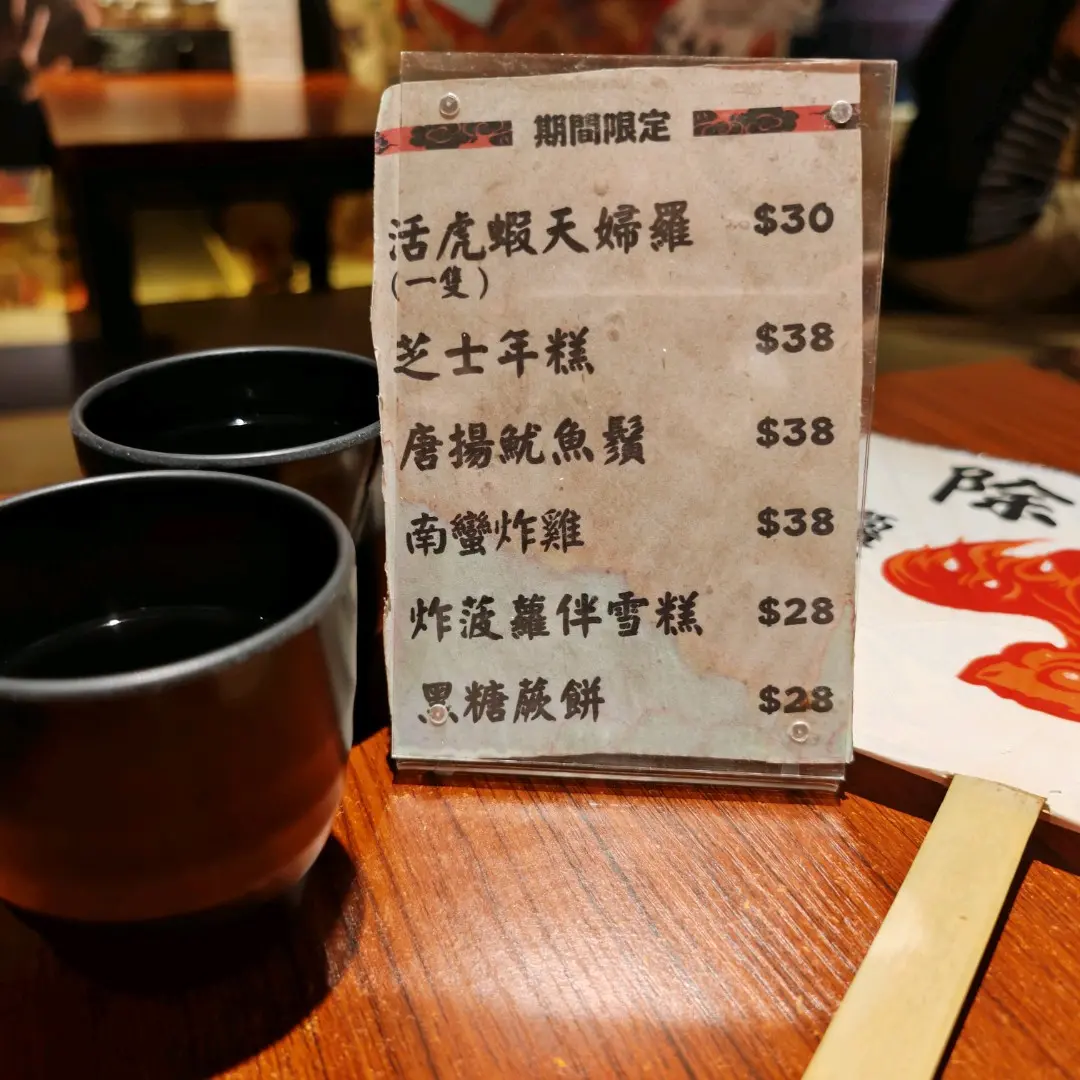 期間限定
活虎蝦天婦羅 $30
(一隻)
芝士年糕 $38
唐揚魷魚鬚 $38
南蠻炸雞 $38
炸菠蘿伴雪糕 $28
黑糖蕨餅 $28
除